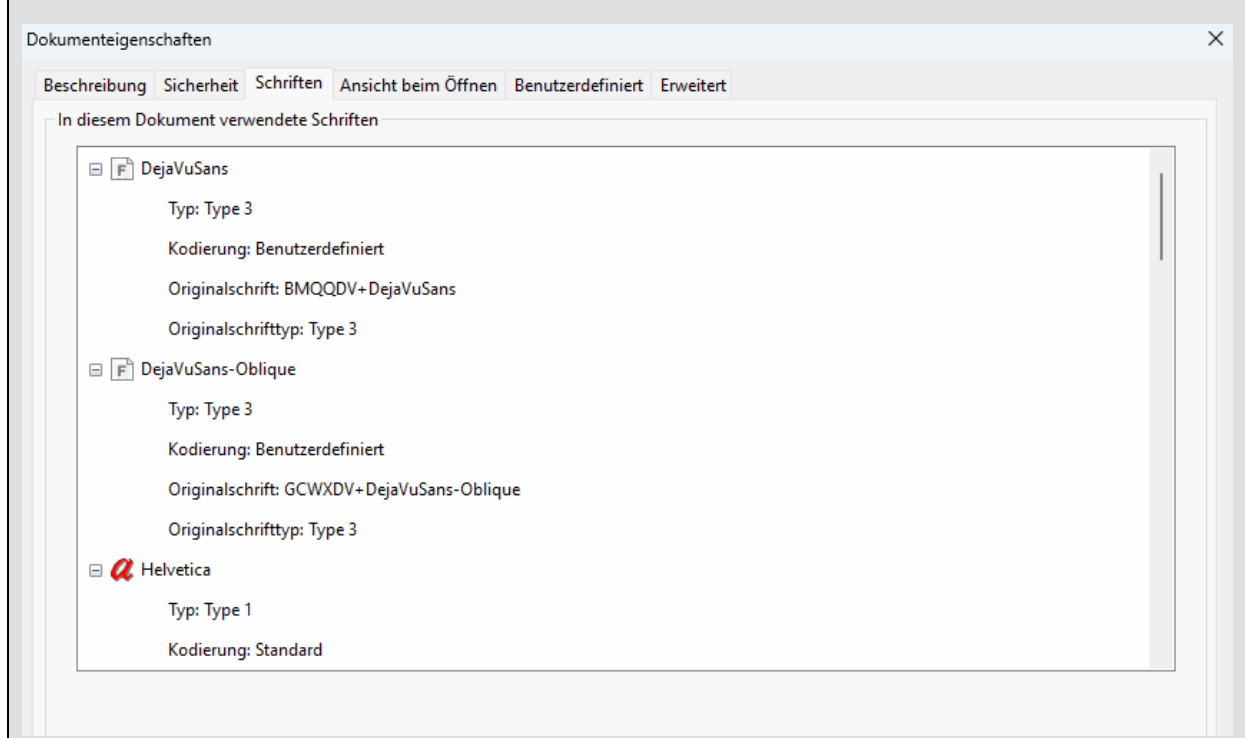 Dokumenteigenschaften
Beschreibung Sicherheit Schriften Ansicht beim Öffnen Benutzerdefiniert Erweitert
In diesem Dokument verwendete Schriften
DejaVuSans
Typ: Type 3
Kodierung: Benutzerdefiniert
Originalschrift: BMQQDV+DejaVuSans
Originalschrifttyp: Type 3
DejaVuSans-Oblique
Typ: Type 3
Kodierung: Benutzerdefiniert
Originalschrift: GCWXDV+DejaVuSans-Oblique
Originalschrifttyp: Type 3
Helvetica
Typ: Type 1
Kodierung: Standard